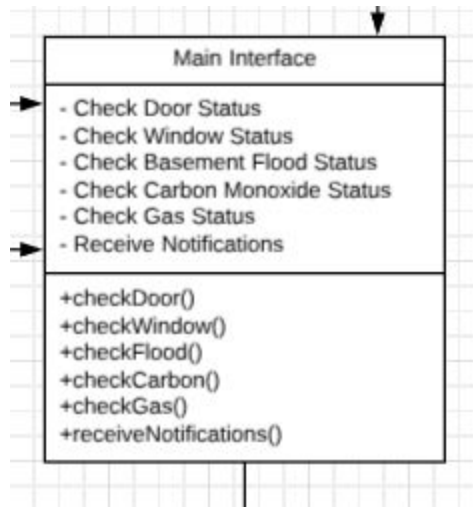 Main Interface
- Check Door Status
- Check Window Status
- Check Basement Flood Status
- Check Carbon Monoxide Status
- Check Gas Status
- Receive Notifications
+checkDoor()
+checkWindow()
+checkFlood()
+checkCarbon()
+checkGas()
+receiveNotifications()